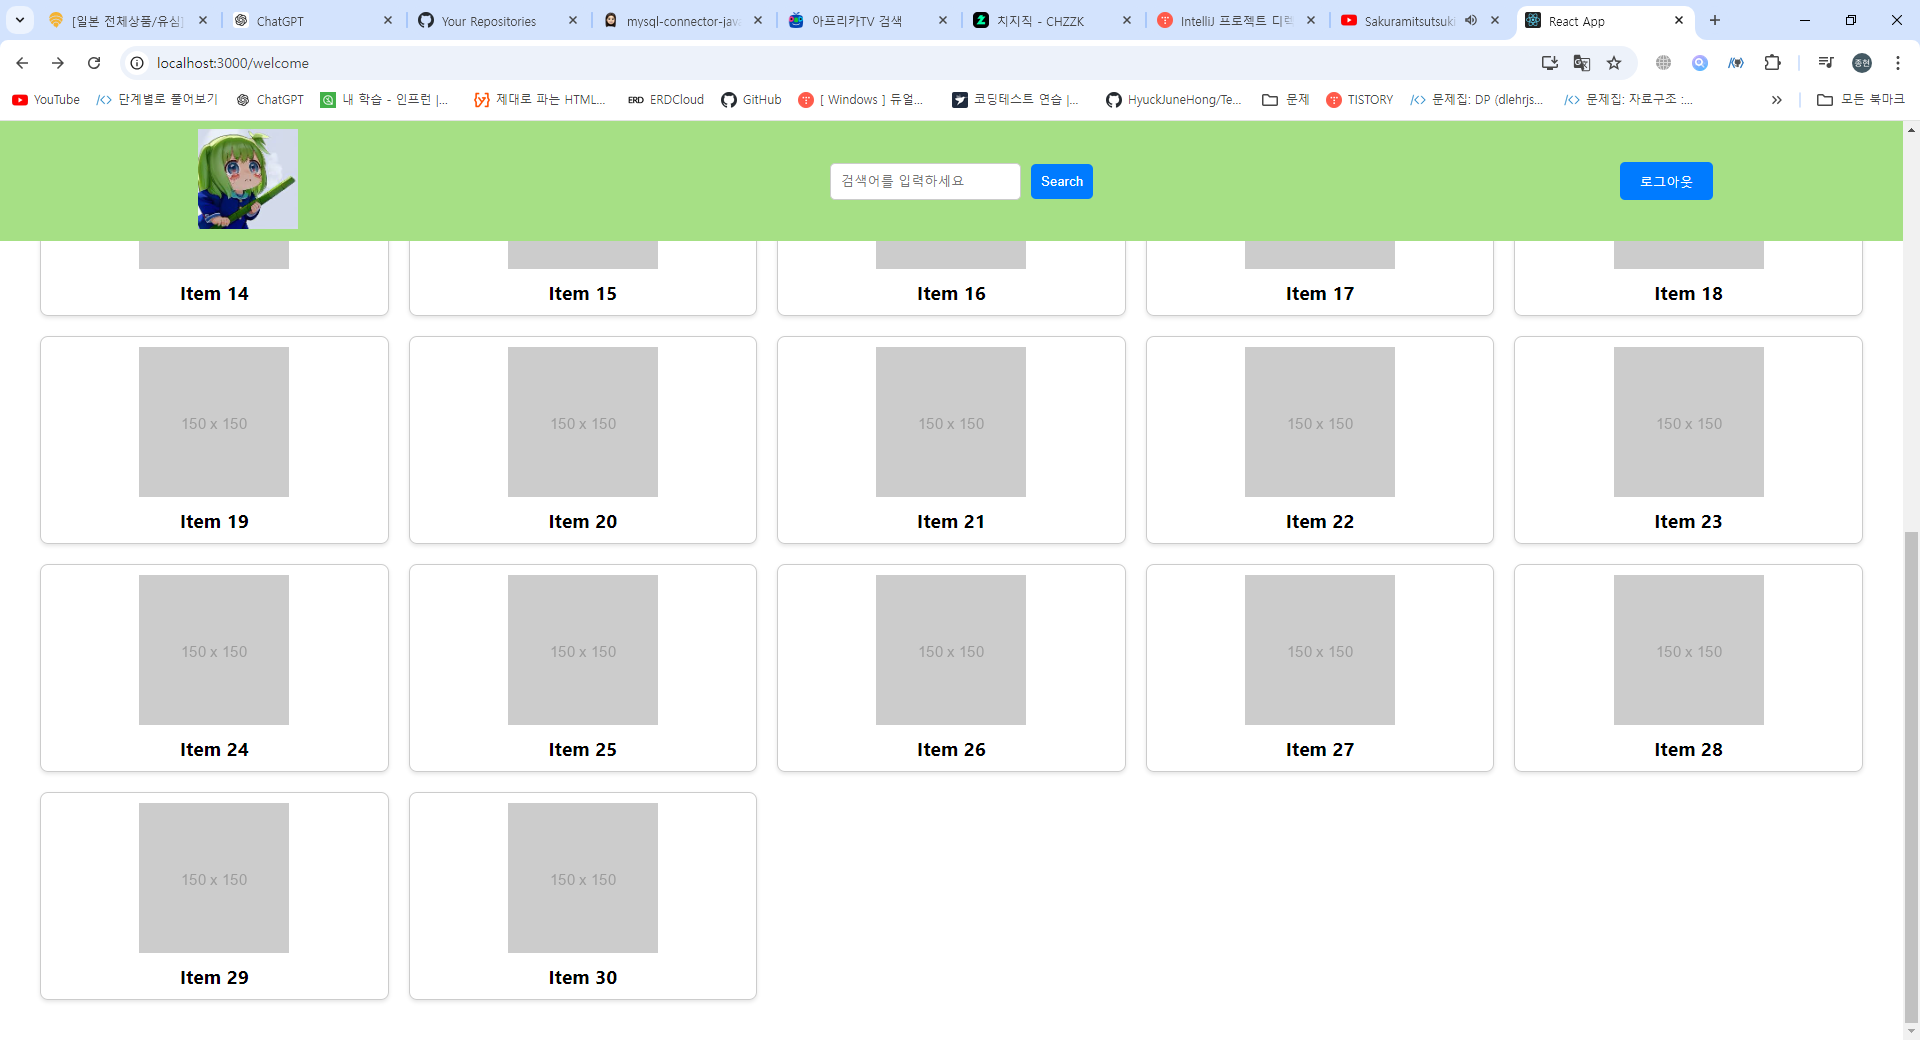 [일본 전체상품/유심]
ChatGPT
Your Repositories
mysql-connector-jav
아프리카TV 검색
치지직 - CHZZK
IntelliJ 프로젝트 디렉
Sakuramitsutsuki
React App
localhost:3000/welcome
종현
YouTube
단계별로 풀어보기
ChatGPT
내 학습 - 인프런 |...
제대로 파는 HTML...
ERD ERDCloud
GitHub
[ Windows ] 듀얼...
코딩테스트 연습 |...
HyuckJuneHong/Te...
문제
TISTORY
문제집: DP (dlehrjs...
문제집: 자료구조 :...
모든 북마크
검색어를 입력하세요
Search
로그아웃
Item 14
Item 15
Item 16
Item 17
Item 18
150 x 150
150 x 150
150 x 150
150 x 150
150 x 150
Item 19
Item 20
Item 21
Item 22
Item 23
150 x 150
150 x 150
150 x 150
150 x 150
150 x 150
Item 24
Item 25
Item 26
Item 27
Item 28
150 x 150
150 x 150
Item 29
Item 30